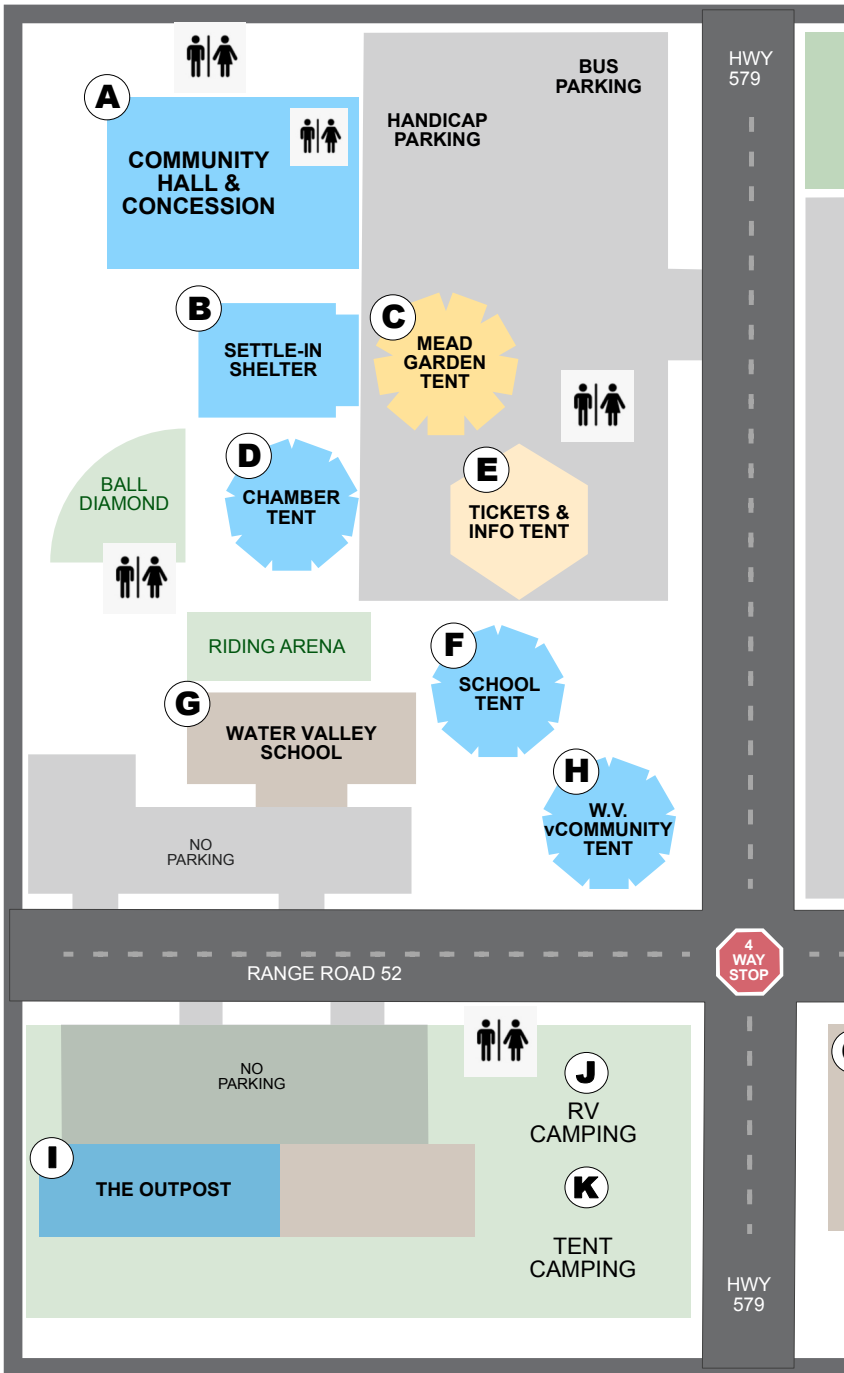 A
COMMUNITY
HALL &
CONCESSION
HANDICAP
PARKING
BUS
PARKING
HWY
579
B
SETTLE-IN
SHELTER
C
MEAD
GARDEN
TENT
BALL
DIAMOND
D
CHAMBER
TENT
E
TICKETS &
INFO TENT
RIDING ARENA
F
SCHOOL
TENT
G
WATER VALLEY
SCHOOL
H
W.V.
vCOMMUNITY
TENT
NO
PARKING
RANGE ROAD 52
4
WAY
STOP
NO
PARKING
J
RV
CAMPING
I
THE OUTPOST
K
TENT
CAMPING
HWY
579